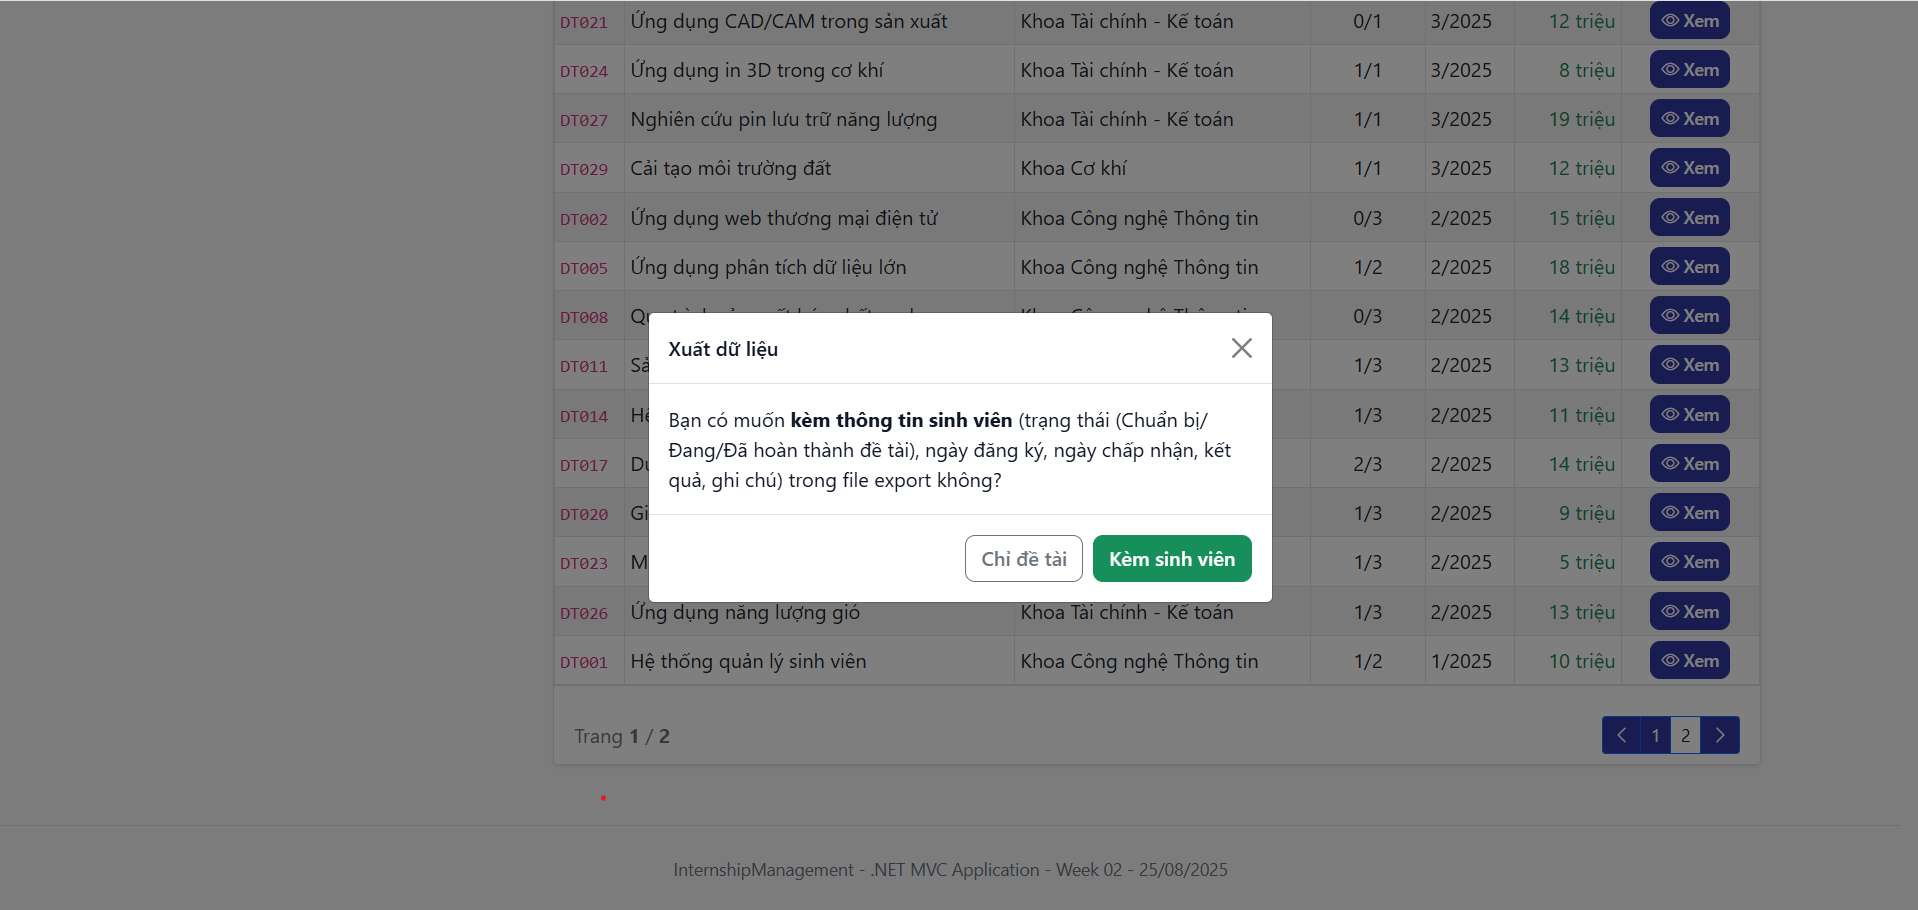 DT021 Ứng dụng CAD/CAM trong sản xuất Khoa Tài chính - Kế toán 0/1 3/2025 12 triệu Xem
DT024 Ứng dụng in 3D trong cơ khí Khoa Tài chính - Kế toán 1/1 3/2025 8 triệu Xem
DT027 Nghiên cứu pin lưu trữ năng lượng Khoa Tài chính - Kế toán 1/1 3/2025 19 triệu Xem
DT029 Cải tạo môi trường đất Khoa Cơ khí 1/1 3/2025 12 triệu Xem
DT002 Ứng dụng web thương mại điện tử Khoa Công nghệ Thông tin 0/3 2/2025 15 triệu Xem
DT005 Ứng dụng phân tích dữ liệu lớn Khoa Công nghệ Thông tin 1/2 2/2025 18 triệu Xem
DT008 0/3 2/2025 14 triệu Xem
DT011 1/3 2/2025 13 triệu Xem
DT014 1/3 2/2025 11 triệu Xem
DT017 2/3 2/2025 14 triệu Xem
DT020 1/3 2/2025 9 triệu Xem
DT023 1/3 2/2025 5 triệu Xem
DT026 Ứng dụng năng lượng gió Khoa Tài chính - Kế toán 1/3 2/2025 13 triệu Xem
DT001 Hệ thống quản lý sinh viên Khoa Công nghệ Thông tin 1/2 1/2025 10 triệu Xem
Xuất dữ liệu
Bạn có muốn kèm thông tin sinh viên (trạng thái (Chuẩn bị/
Đang/Đã hoàn thành đề tài), ngày đăng ký, ngày chấp nhận, kết
quả, ghi chú) trong file export không?
Chỉ đề tài Kèm sinh viên
Trang 1 / 2 1 2
InternshipManagement - .NET MVC Application - Week 02 - 25/08/2025